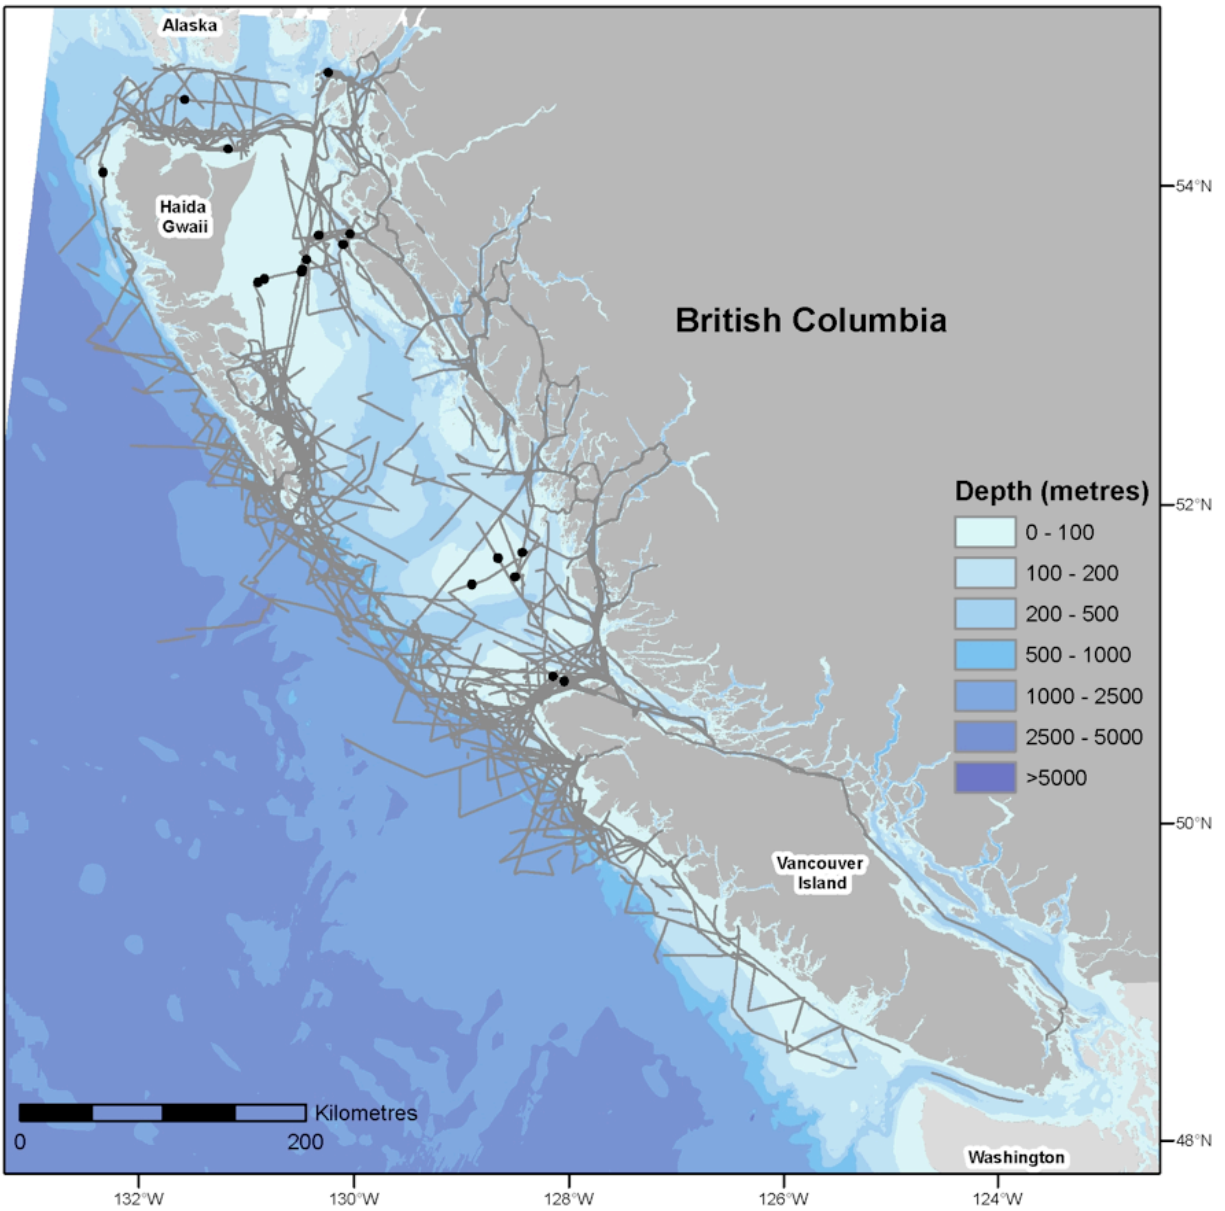 Alaska
54°N
Haida
Gwaii
British Columbia
Depth (metres)
0 - 100
52°N
100 - 200
200 - 500
500 - 1000
1000 - 2500
2500 - 5000
>5000
50°N
Vancouver
Island
Kilometres
0
200
48°N
Washington
132°W
130°W
128°W
126°W
124°W